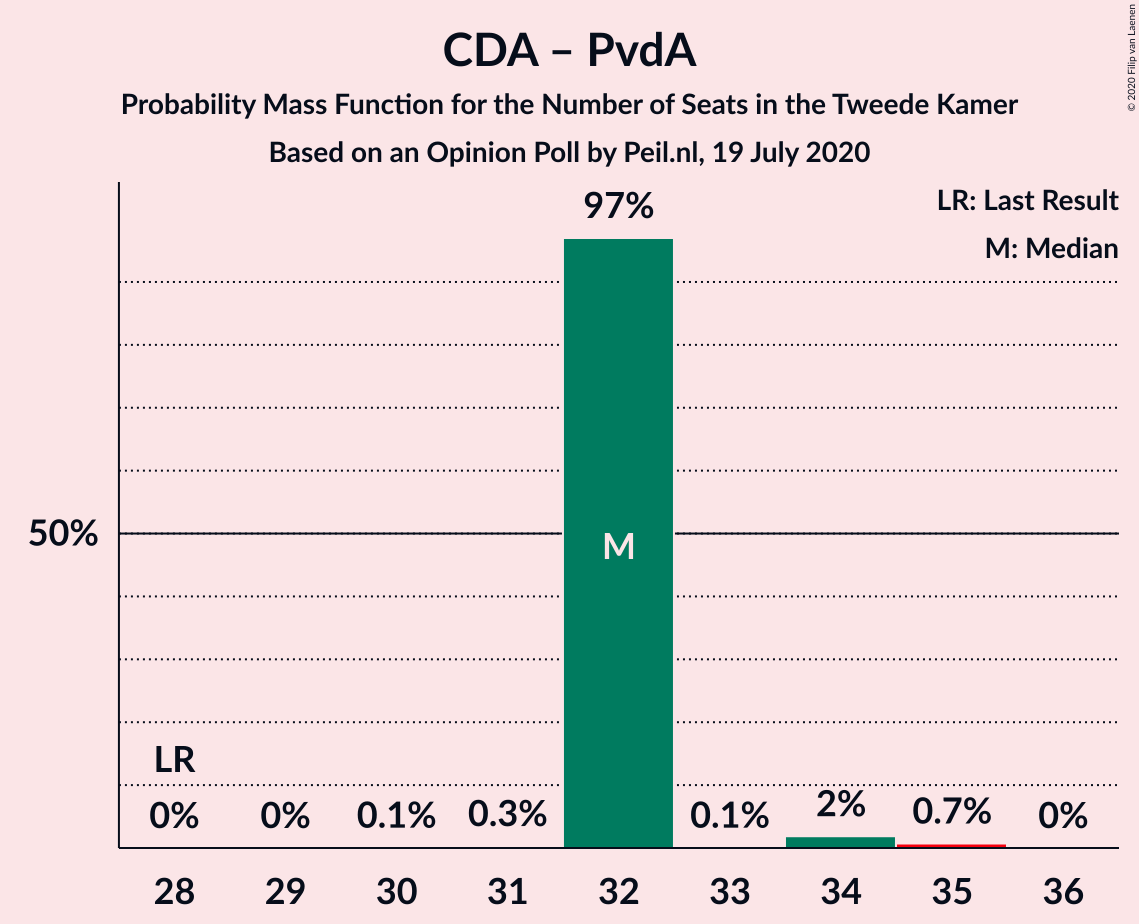 CDA – PvdA
Probability Mass Function for the Number of Seats in the Tweede Kamer
Based on an Opinion Poll by Peil.nl, 19 July 2020
© 2020 Filip van Laenen
LR: Last Result
M: Median
97%
50%
M
LR
0% 0% 0.1% 0.3% 0.1% 2% 0.7% 0%
28 29 30 31 32 33 34 35 36